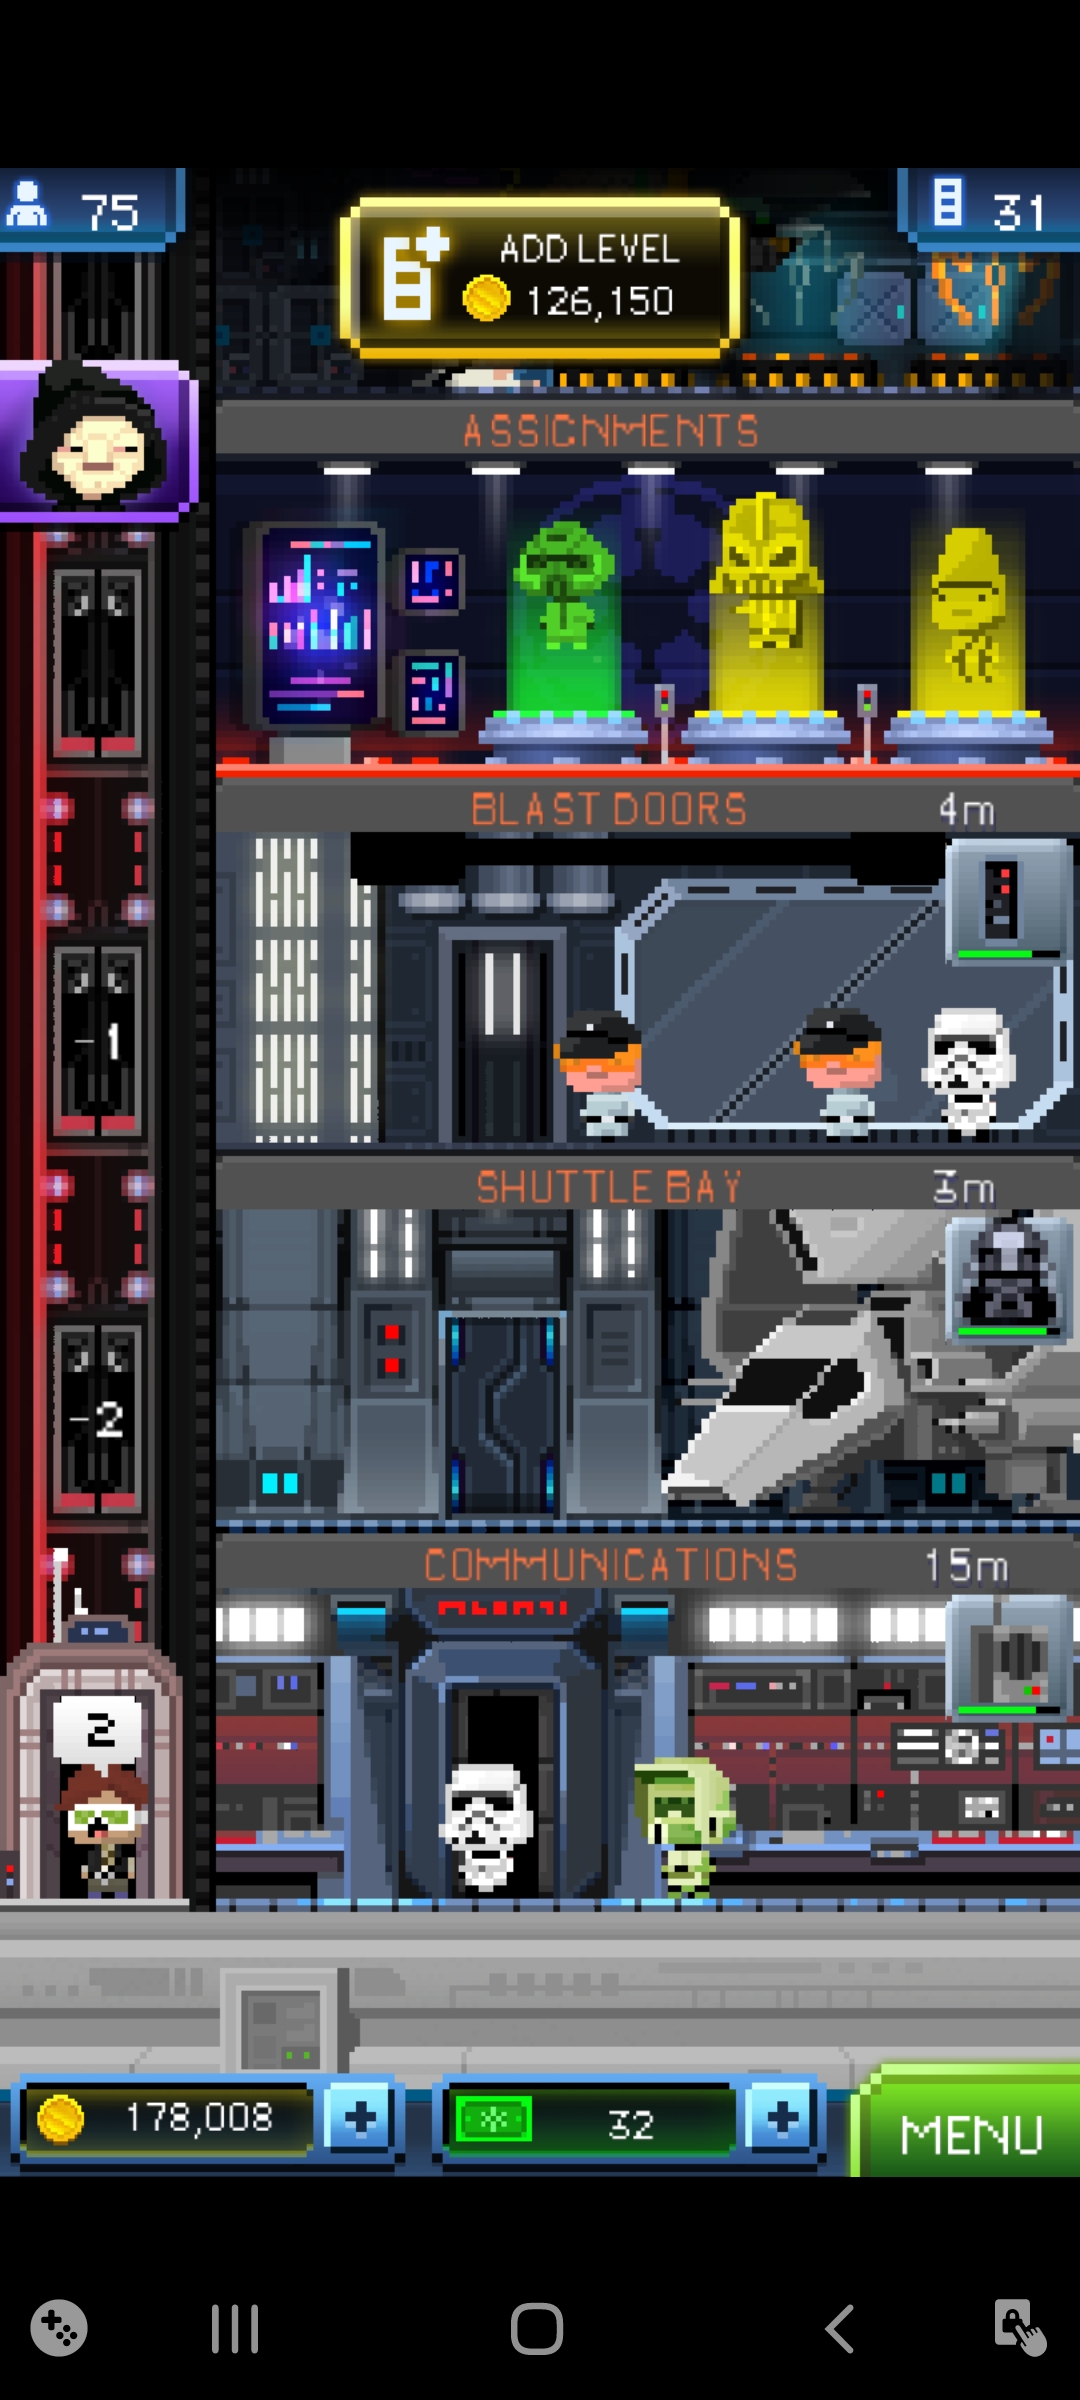 75
ADD LEVEL
126,150
31
ASSIGNMENTS
BLAST DOORS 4m
-1
SHUTTLE BAY 3m
-2
COMMUNICATIONS 15m
2
178,008
32
MENU